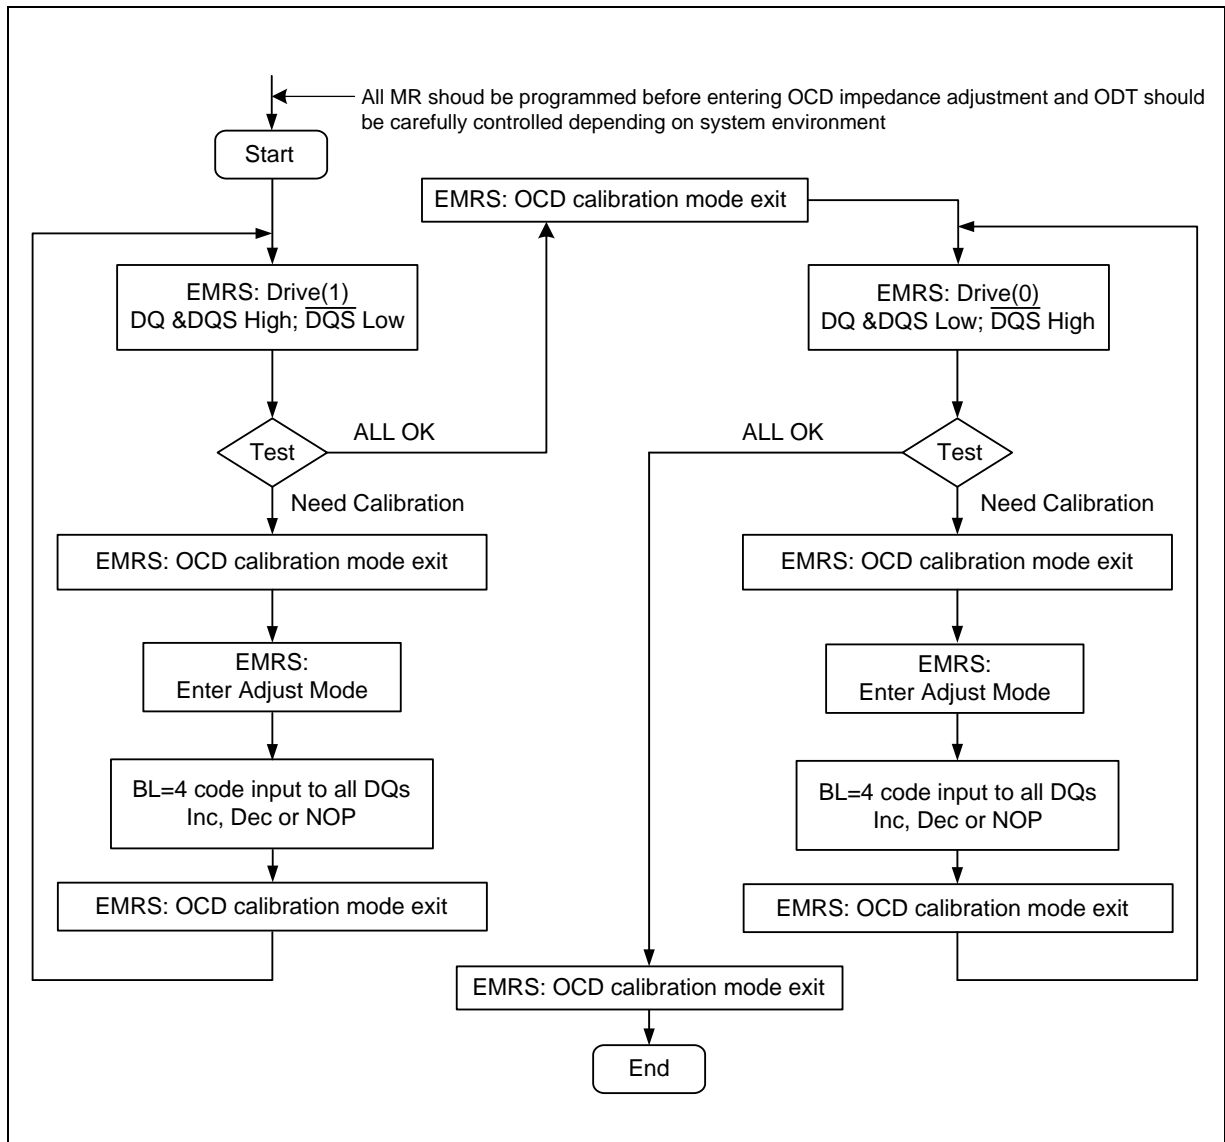 All MR shoud be programmed before entering OCD impedance adjustment and ODT should
be carefully controlled depending on system environment
Start
EMRS: OCD calibration mode exit
EMRS: Drive(1)
DQ &DQS High; D̅Q̅S̅ Low
Test
ALL OK
Need Calibration
EMRS: OCD calibration mode exit
EMRS:
Enter Adjust Mode
BL=4 code input to all DQs
Inc, Dec or NOP
EMRS: OCD calibration mode exit
EMRS: Drive(0)
DQ &DQS Low; D̅Q̅S̅ High
ALL OK
Test
Need Calibration
EMRS: OCD calibration mode exit
EMRS:
Enter Adjust Mode
BL=4 code input to all DQs
Inc, Dec or NOP
EMRS: OCD calibration mode exit
EMRS: OCD calibration mode exit
End